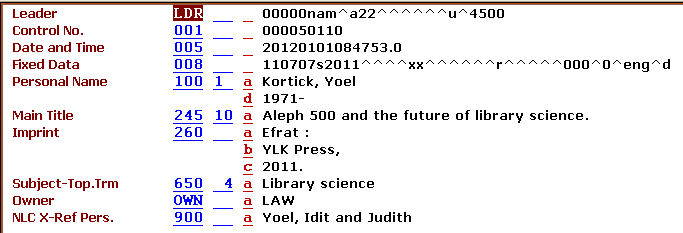 Leader LDR _ _ 00000nam^a22^^^^^^u^4500
Control No. 001 _ _ 000050110
Date and Time 005 _ _ 20120101084753.0
Fixed Data 008 _ _ 110707s2011^^^^xx^^^^^^r^^^^^000^0^eng^d
Personal Name 100 1 a Kortick, Yoel
d 1971-
Main Title 245 10 a Aleph 500 and the future of library science.
Imprint 260 _ a Efrat :
b YLK Press,
c 2011.
Subject-Top.Trm 650 4 a Library science
Owner OWN _ a LAW
NLC X-Ref Pers. 900 _ a Yoel, Idit and Judith